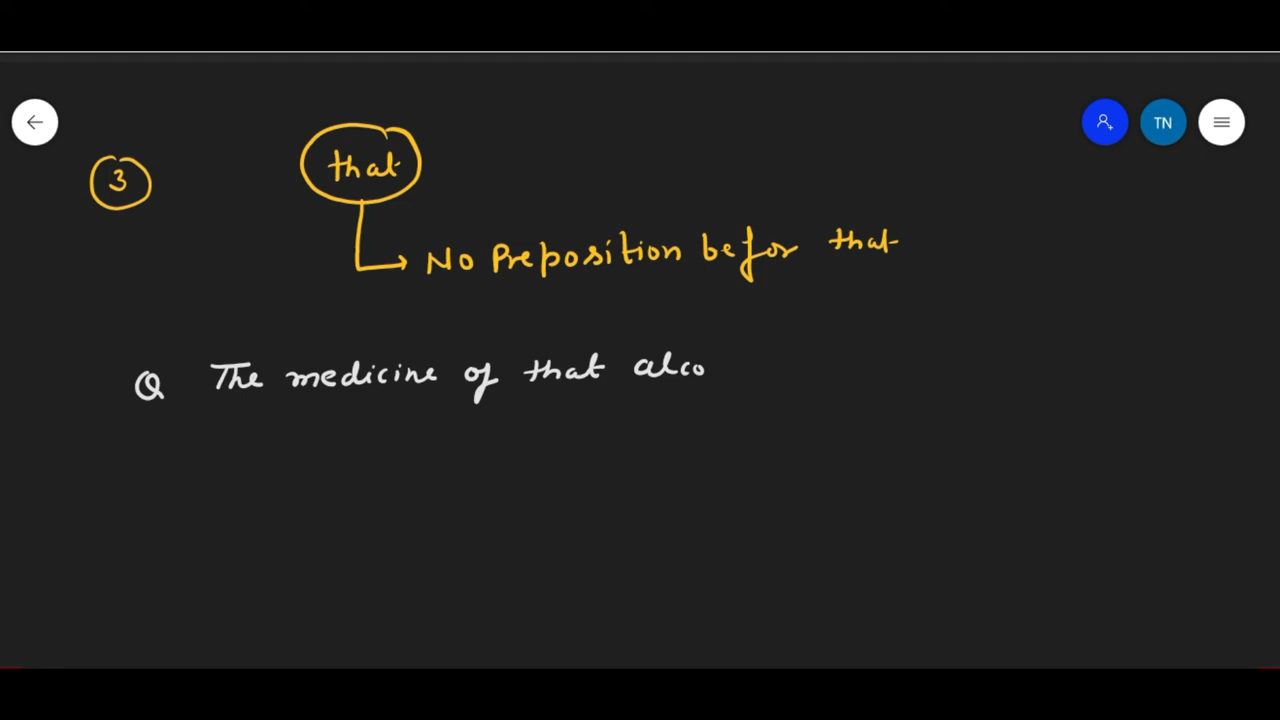 TN
3
that
No Preposition befor that
Q The medicine of that alco